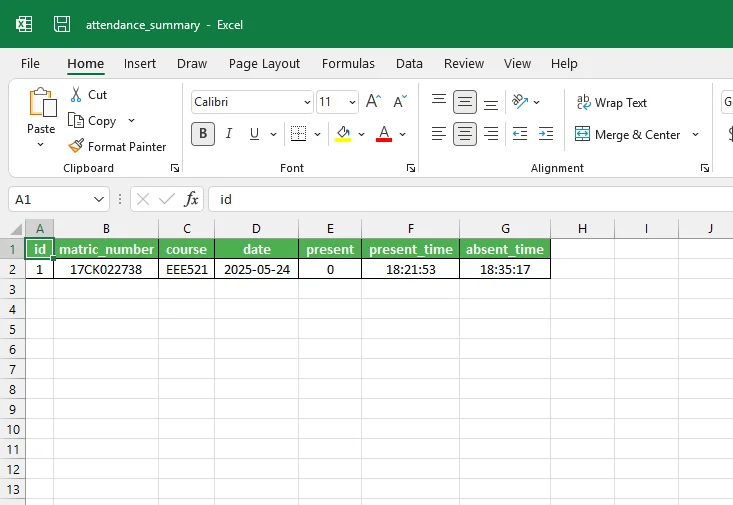 attendance_summary - Excel
File Home Insert Draw Page Layout Formulas Data Review View Help
Paste Cut Copy Format Painter
Calibri 11 A A
B I U A
ab Wrap Text
Merge & Center
G
$
Clipboard Font Alignment
A1 fx id
A B C D E F G H I J
1 id matric_number course date present present_time absent_time
2 1 17CK022738 EEE521 2025-05-24 0 18:21:53 18:35:17
3
4
5
6
7
8
9
10
11
12
13